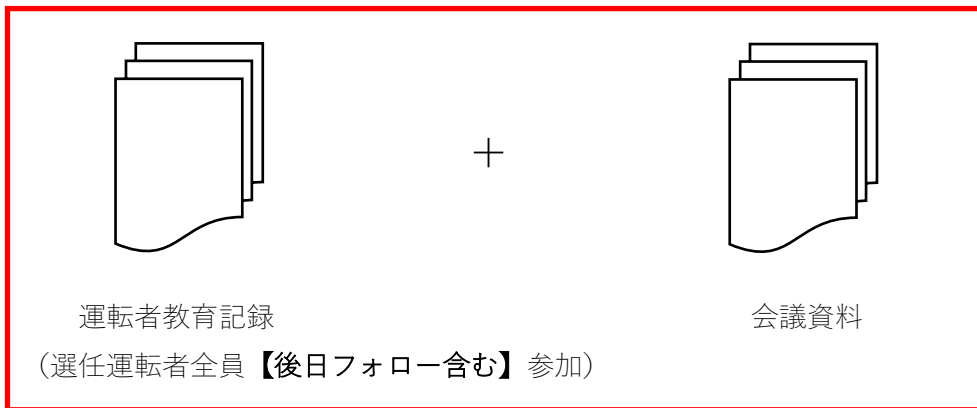 ＋
運転者教育記録
会議資料
（選任運転者全員【後日フォロー含む】参加）